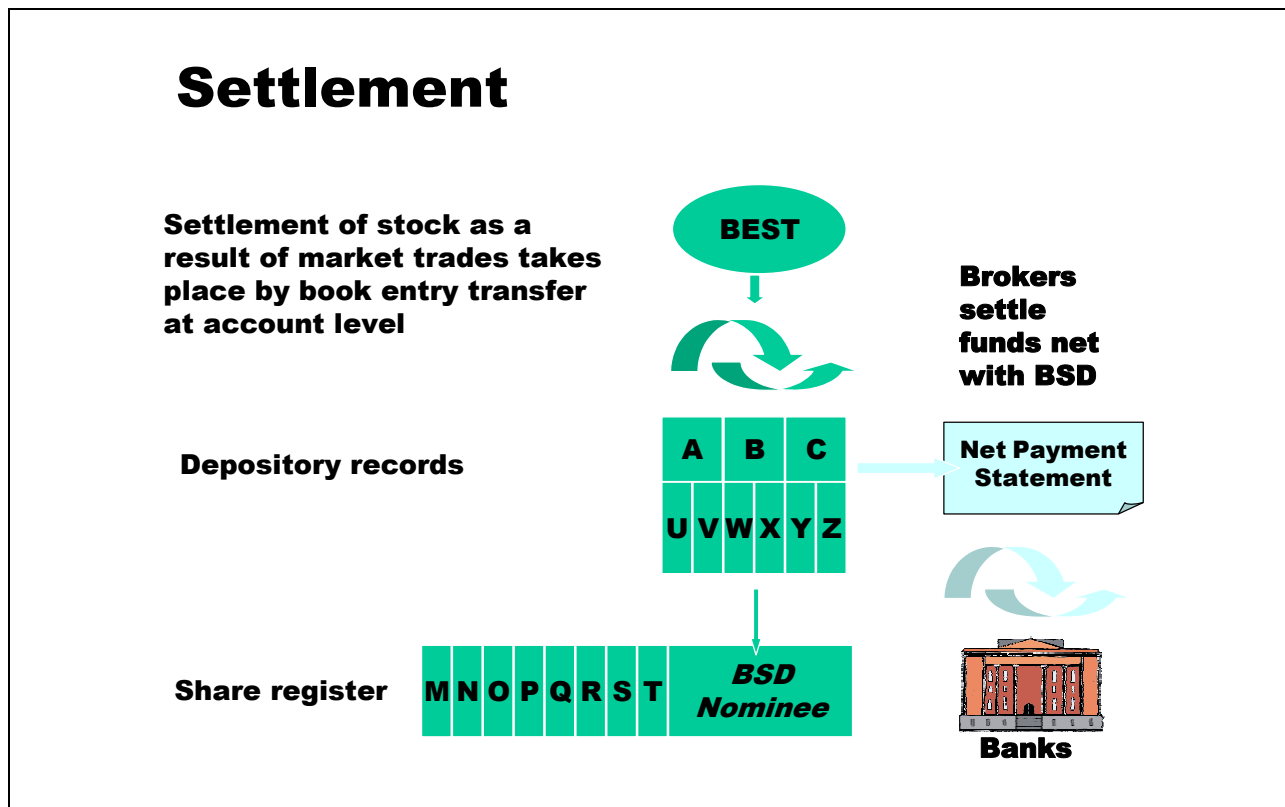 Settlement
Settlement of stock as a
result of market trades takes
place by book entry transfer
at account level
BEST
Brokers
settle
funds net
with BSD
Depository records
A B C
U V W X Y Z
Net Payment
Statement
Share register
M N O P Q R S T
BSD
Nominee
Banks